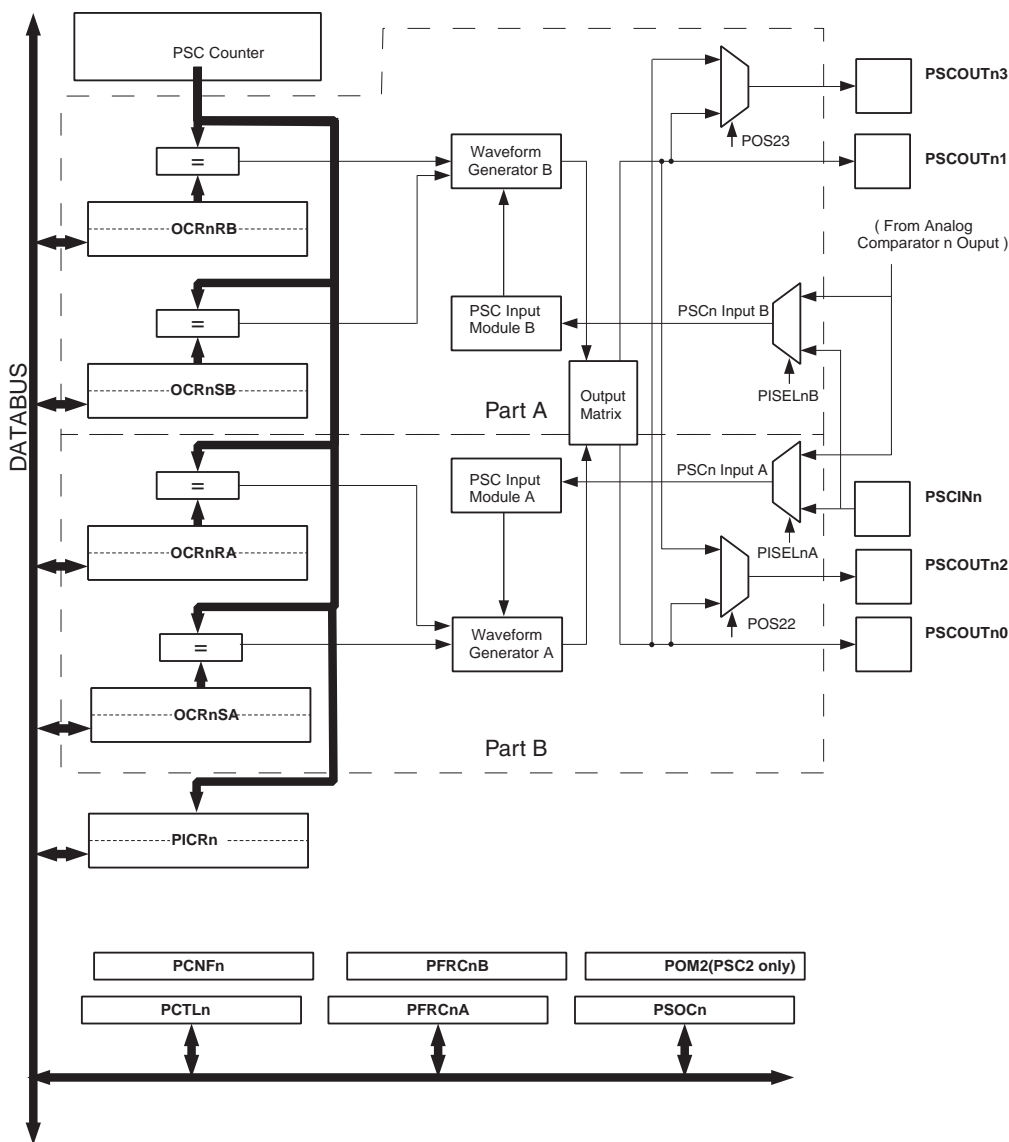 PSC Counter
PSCOUTn3
POS23
=
Waveform
Generator B
PSCOUTn1
OCRnRB
( From Analog
Comparator n Ouput )
=
PSC Input
Module B
PSCn Input B
OCRnSB
PISELnB
Output
Matrix
Part A
DATABUS
=
PSC Input
Module A
PSCn Input A
PSCINn
OCRnRA
PISELnA
PSCOUTn2
=
Waveform
Generator A
POS22
PSCOUTn0
OCRnSA
Part B
PICRn
PCNFn
PFRCnB
POM2(PSC2 only)
PCTLn
PFRCnA
PSOCn